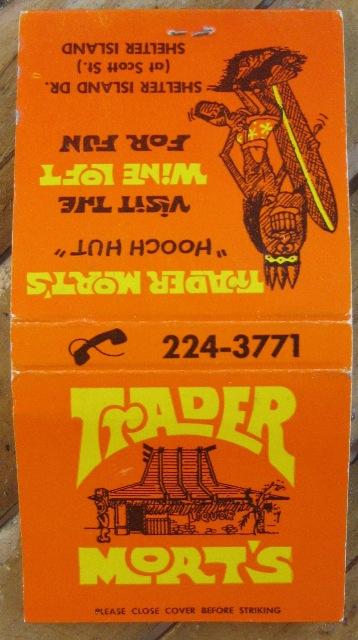 TRADER MORT'S
"HOOCH HUT"
VISIT THE
WINE LOFT
FOR FUN
SHELTER ISLAND DR.
(at Scott St.)
SHELTER ISLAND
224-3771
TRADER
LIQUOR
MORT'S
PLEASE CLOSE COVER BEFORE STRIKING